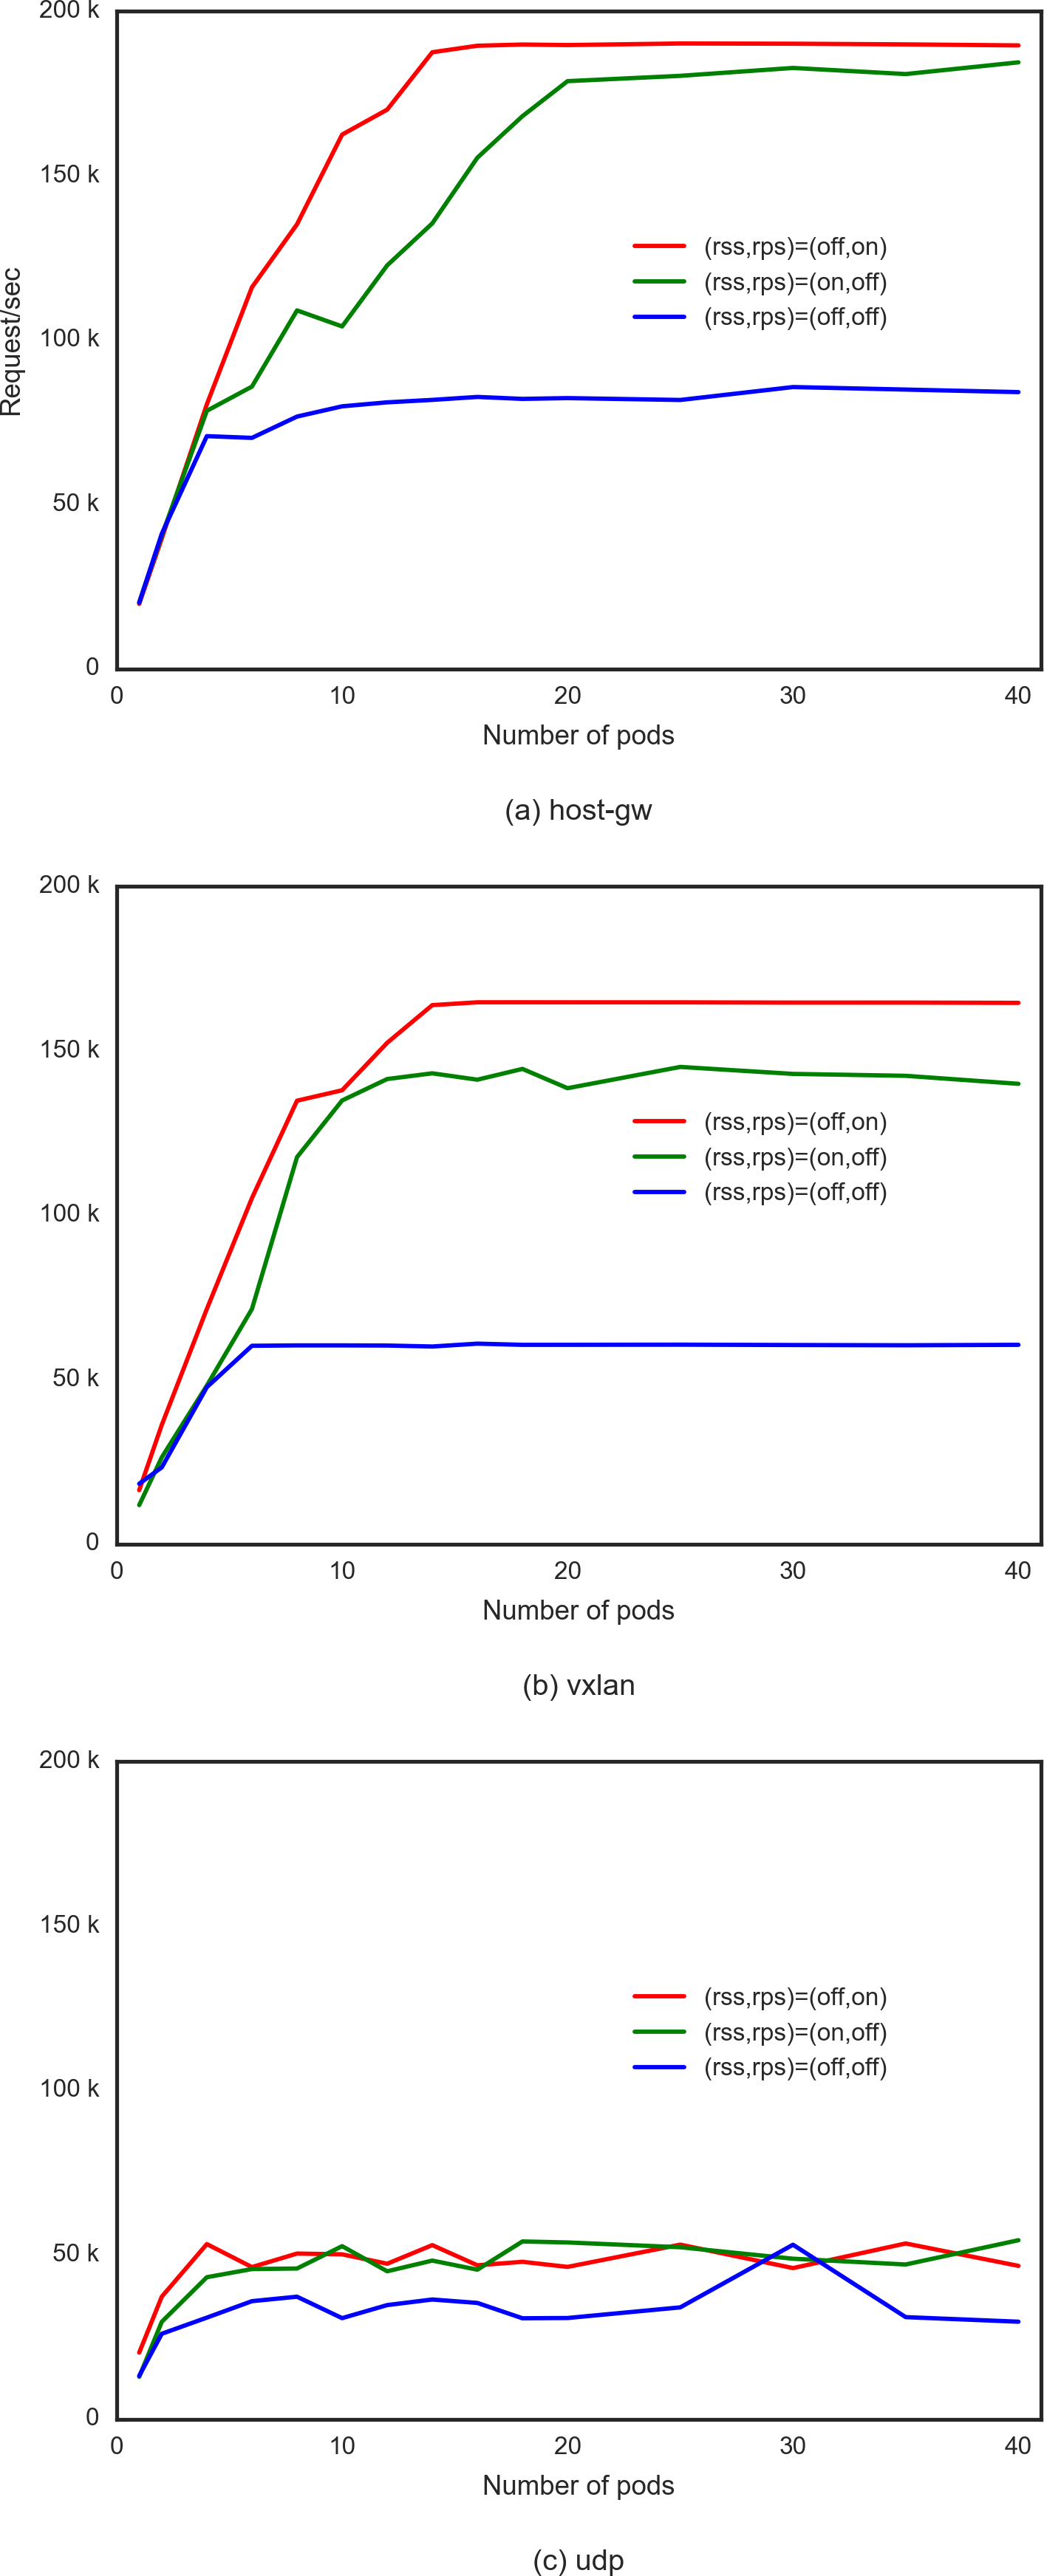 200 k
150 k
100 k
50 k
0
Request/sec
(rss,rps)=(off,on)
(rss,rps)=(on,off)
(rss,rps)=(off,off)
0 10 20 30 40
Number of pods
(a) host-gw
200 k
150 k
100 k
50 k
0
(rss,rps)=(off,on)
(rss,rps)=(on,off)
(rss,rps)=(off,off)
0 10 20 30 40
Number of pods
(b) vxlan
200 k
150 k
100 k
50 k
0
(rss,rps)=(off,on)
(rss,rps)=(on,off)
(rss,rps)=(off,off)
0 10 20 30 40
Number of pods
(c) udp